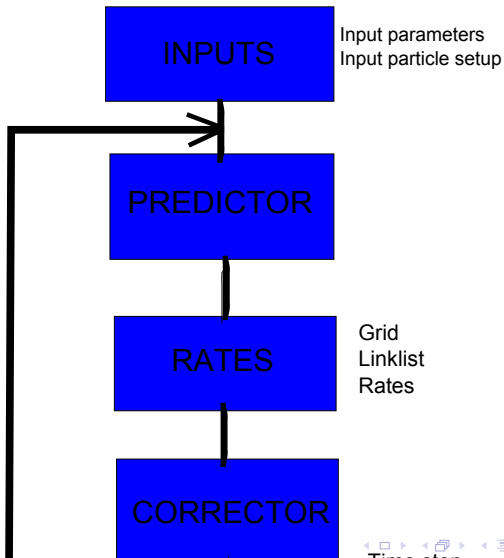 INPUTS
Input parameters
Input particle setup
PREDICTOR
RATES
Grid
Linklist
Rates
CORRECTOR
Time step